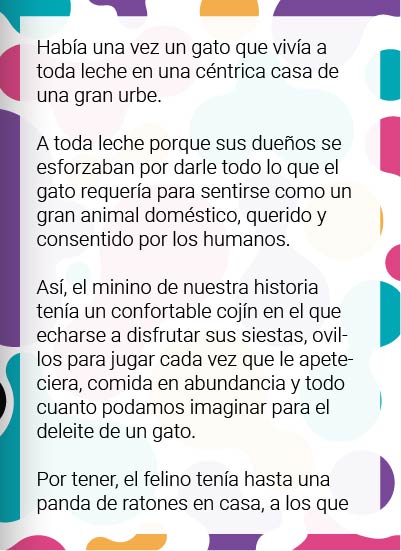 Había una vez un gato que vivía a
toda leche en una céntrica casa de
una gran urbe.
A toda leche porque sus dueños se
esforzaban por darle todo lo que el
gato requería para sentirse como un
gran animal doméstico, querido y
consentido por los humanos.
Así, el minino de nuestra historia
tenía un confortable cojín en el que
echarse a disfrutar sus siestas, ovil-
los para jugar cada vez que le apete-
ciera, comida en abundancia y todo
cuanto podamos imaginar para el
deleite de un gato.
Por tener, el felino tenía hasta una
panda de ratones en casa, a los que